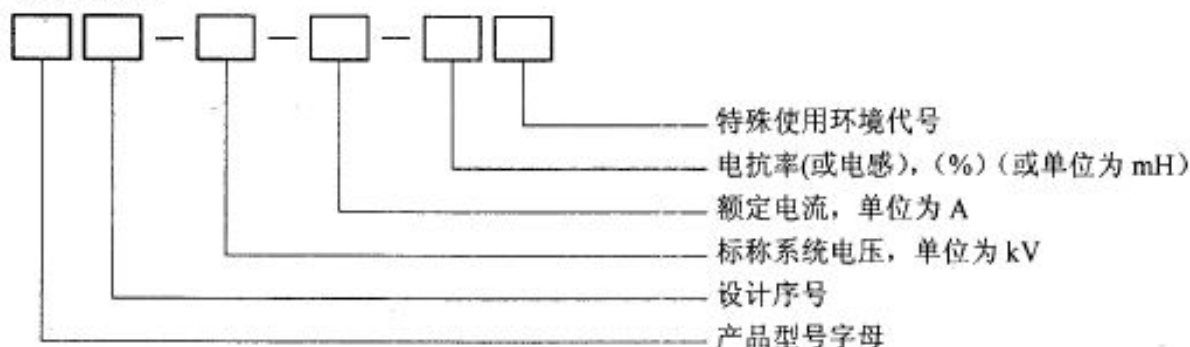 特殊使用环境代号
电抗率(或电感),(%)(或单位为 mH)
额定电流，单位为 A
标称系统电压，单位为 kV
设计序号
产品型号字母